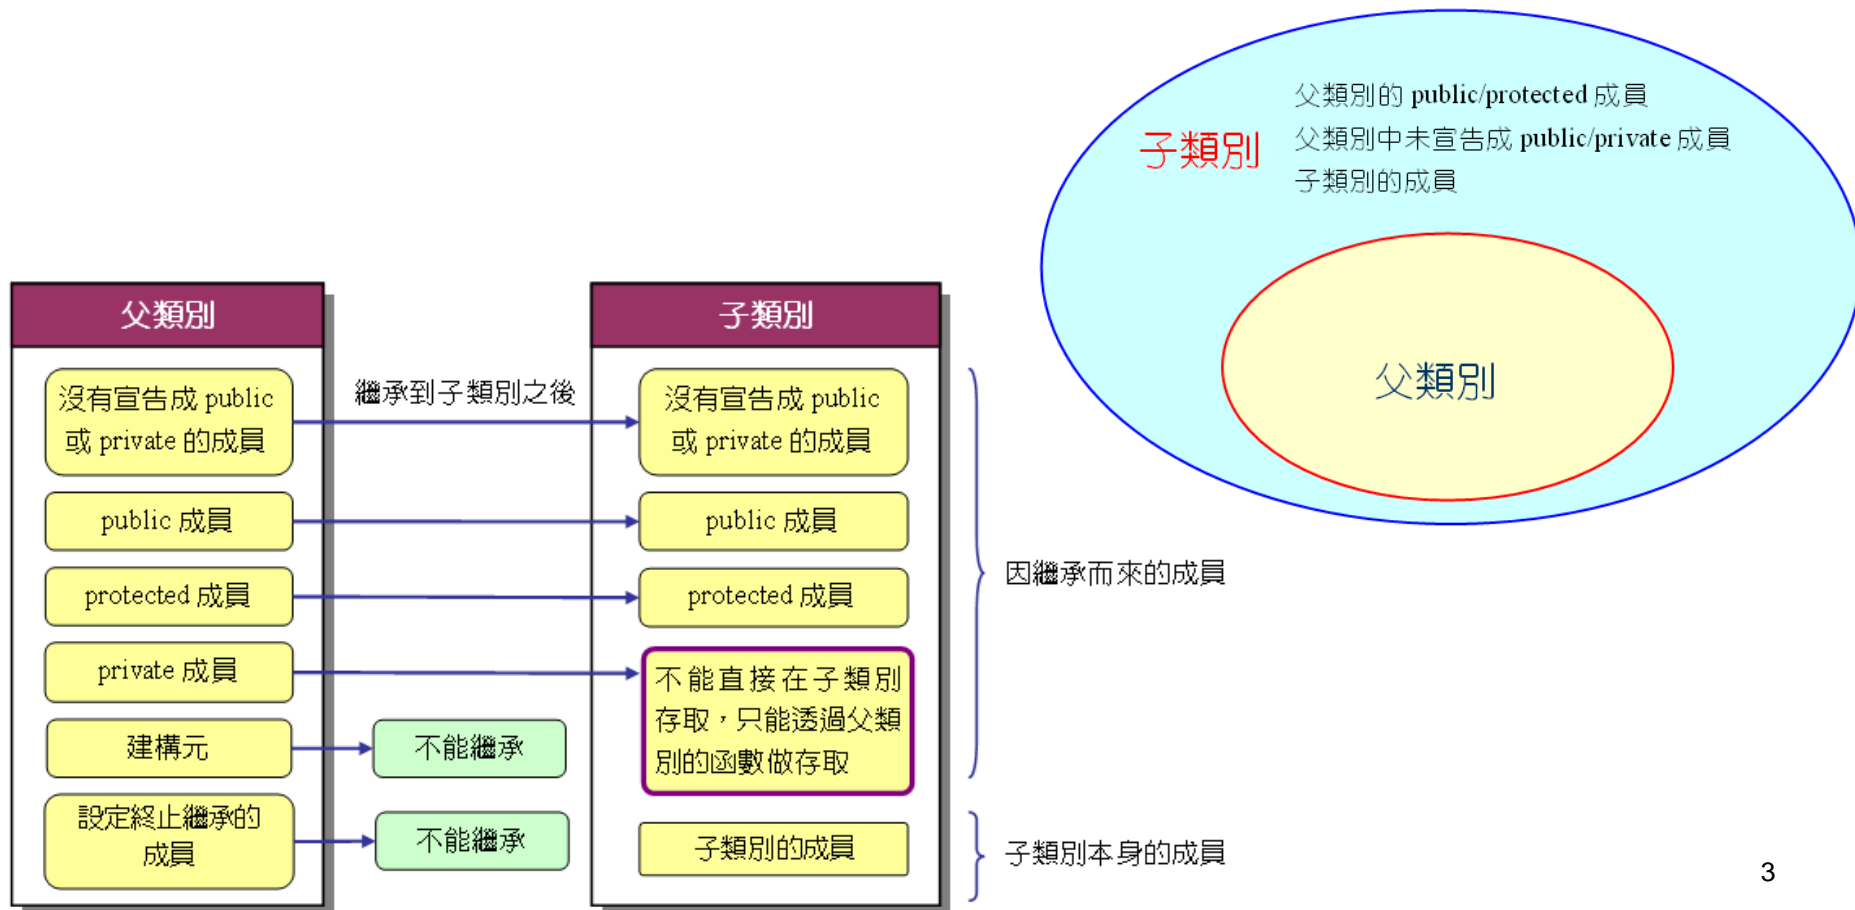 父類別的 public/protected 成員
父類別中未宣告成 public/private 成員
子類別的成員
子類別
父類別
父類別
沒有宣告成 public
或 private 的成員
public 成員
protected 成員
private 成員
建構元
設定終止繼承的
成員
繼承到子類別之後
不能繼承
不能繼承
子類別
沒有宣告成 public
或 private 的成員
public 成員
protected 成員
不能直接在子類別
存取，只能透過父類
別的函數做存取
子類別的成員
因繼承而來的成員
子類別本身的成員
3